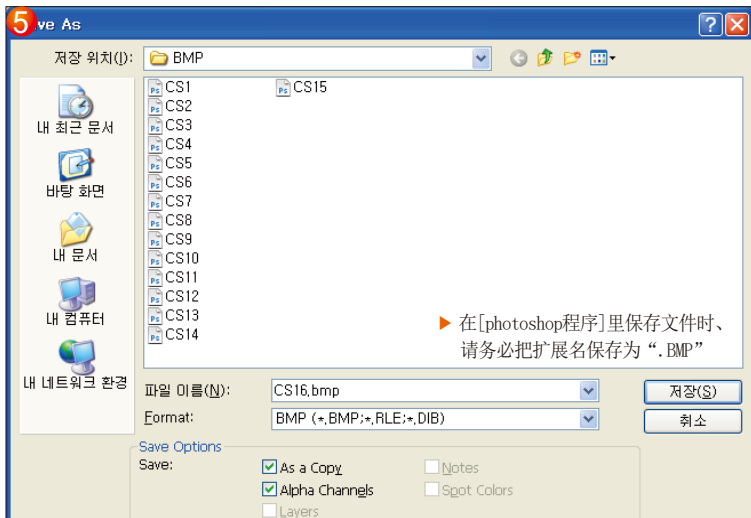 5 ve As
저장 위치(I): BMP
CS1
CS2
CS3
CS4
CS5
CS6
CS7
CS8
CS9
CS10
CS11
CS12
CS13
CS14
CS15
내 최근 문서
바탕 화면
내 문서
내 컴퓨터
내 네트워크 환경
▶ 在[photoshop程序]里保存文件时、
请务必把扩展名保存为“.BMP”
파일 이름(N): CS16.bmp 저장(S)
Format: BMP (*.BMP;*.RLE;*.DIB) 취소
Save Options
Save: As a Copy Notes
Alpha Channels Spot Colors
Layers